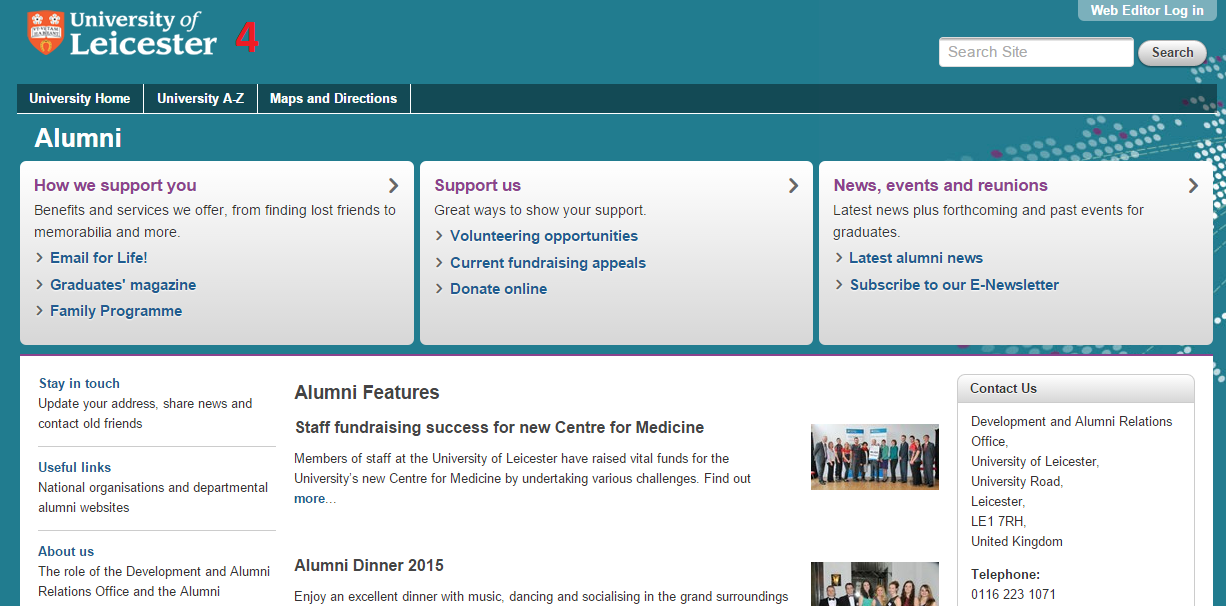 Web Editor Log in
University of
Leicester
4
Search Site
Search
University Home
University A-Z
Maps and Directions
Alumni
How we support you
Benefits and services we offer, from finding lost friends to
memorabilia and more.
Email for Life!
Graduates' magazine
Family Programme
Support us
Great ways to show your support.
Volunteering opportunities
Current fundraising appeals
Donate online
News, events and reunions
Latest news plus forthcoming and past events for
graduates.
Latest alumni news
Subscribe to our E-Newsletter
Stay in touch
Update your address, share news and
contact old friends
Useful links
National organisations and departmental
alumni websites
About us
The role of the Development and Alumni
Relations Office and the Alumni
Alumni Features
Staff fundraising success for new Centre for Medicine
Members of staff at the University of Leicester have raised vital funds for the
University's new Centre for Medicine by undertaking various challenges. Find out
more...
Alumni Dinner 2015
Enjoy an excellent dinner with music, dancing and socialising in the grand surroundings
Contact Us
Development and Alumni Relations
Office,
University of Leicester,
University Road,
Leicester,
LE1 7RH,
United Kingdom
Telephone:
0116 223 1071